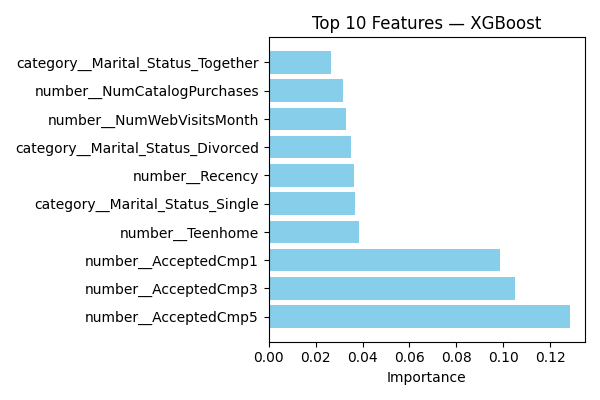 Top 10 Features — XGBoost
category__Marital_Status_Together
number__NumCatalogPurchases
number__NumWebVisitsMonth
category__Marital_Status_Divorced
number__Recency
category__Marital_Status_Single
number__Teenhome
number__AcceptedCmp1
number__AcceptedCmp3
number__AcceptedCmp5
0.00 0.02 0.04 0.06 0.08 0.10 0.12
Importance